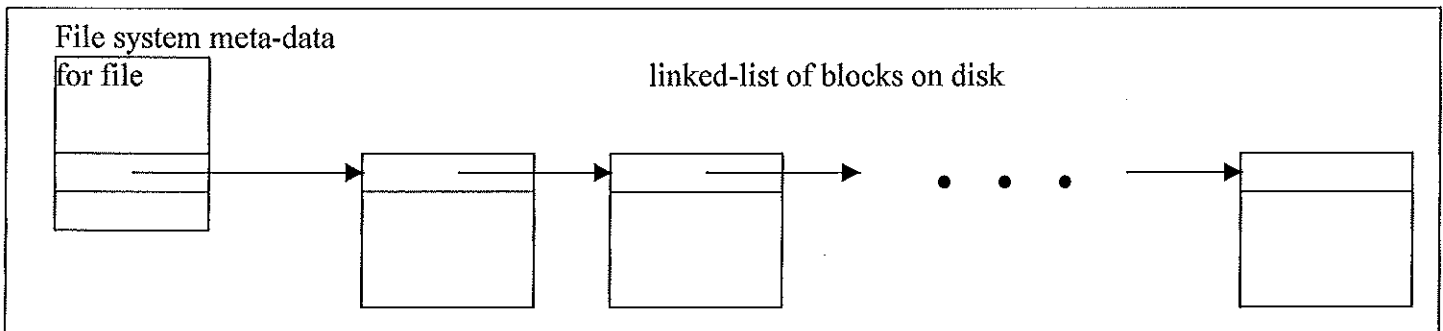 File system meta-data
for file
linked-list of blocks on disk